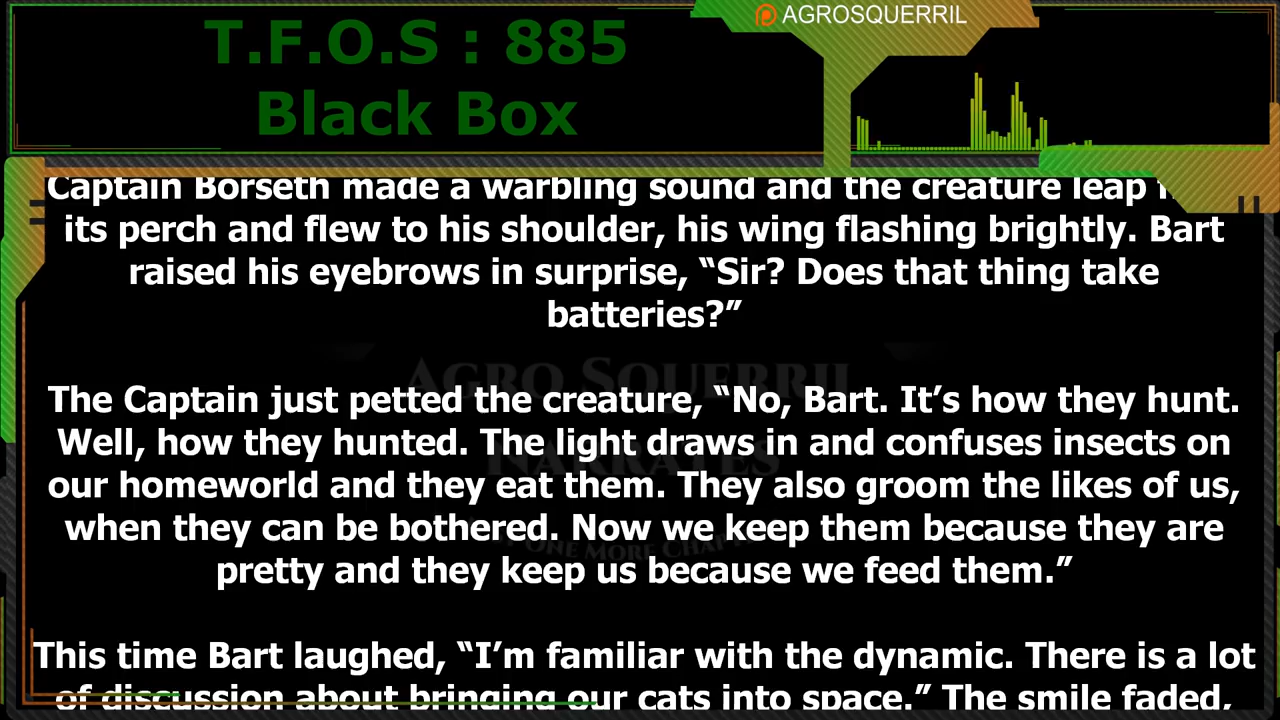 AGROSQUERRIL
T.F.O.S : 885
Black Box
Captain Borseth made a warbling sound and the creature leap
its perch and flew to his shoulder, his wing flashing brightly. Bart
raised his eyebrows in surprise, “Sir? Does that thing take
batteries?”
Agro Squerril
The Captain just petted the creature, “No, Bart. It’s how they hunt.
Well, how they hunted. The light draws in and confuses insects on
Narrates
our homeworld and they eat them. They also groom the likes of us,
when they can be bothered. Now we keep them because they are
One More
pretty and they keep us because we feed them.”
This time Bart laughed, “I’m familiar with the dynamic. There is a lot
of discussion about bringing our cats into space.” The smile faded,